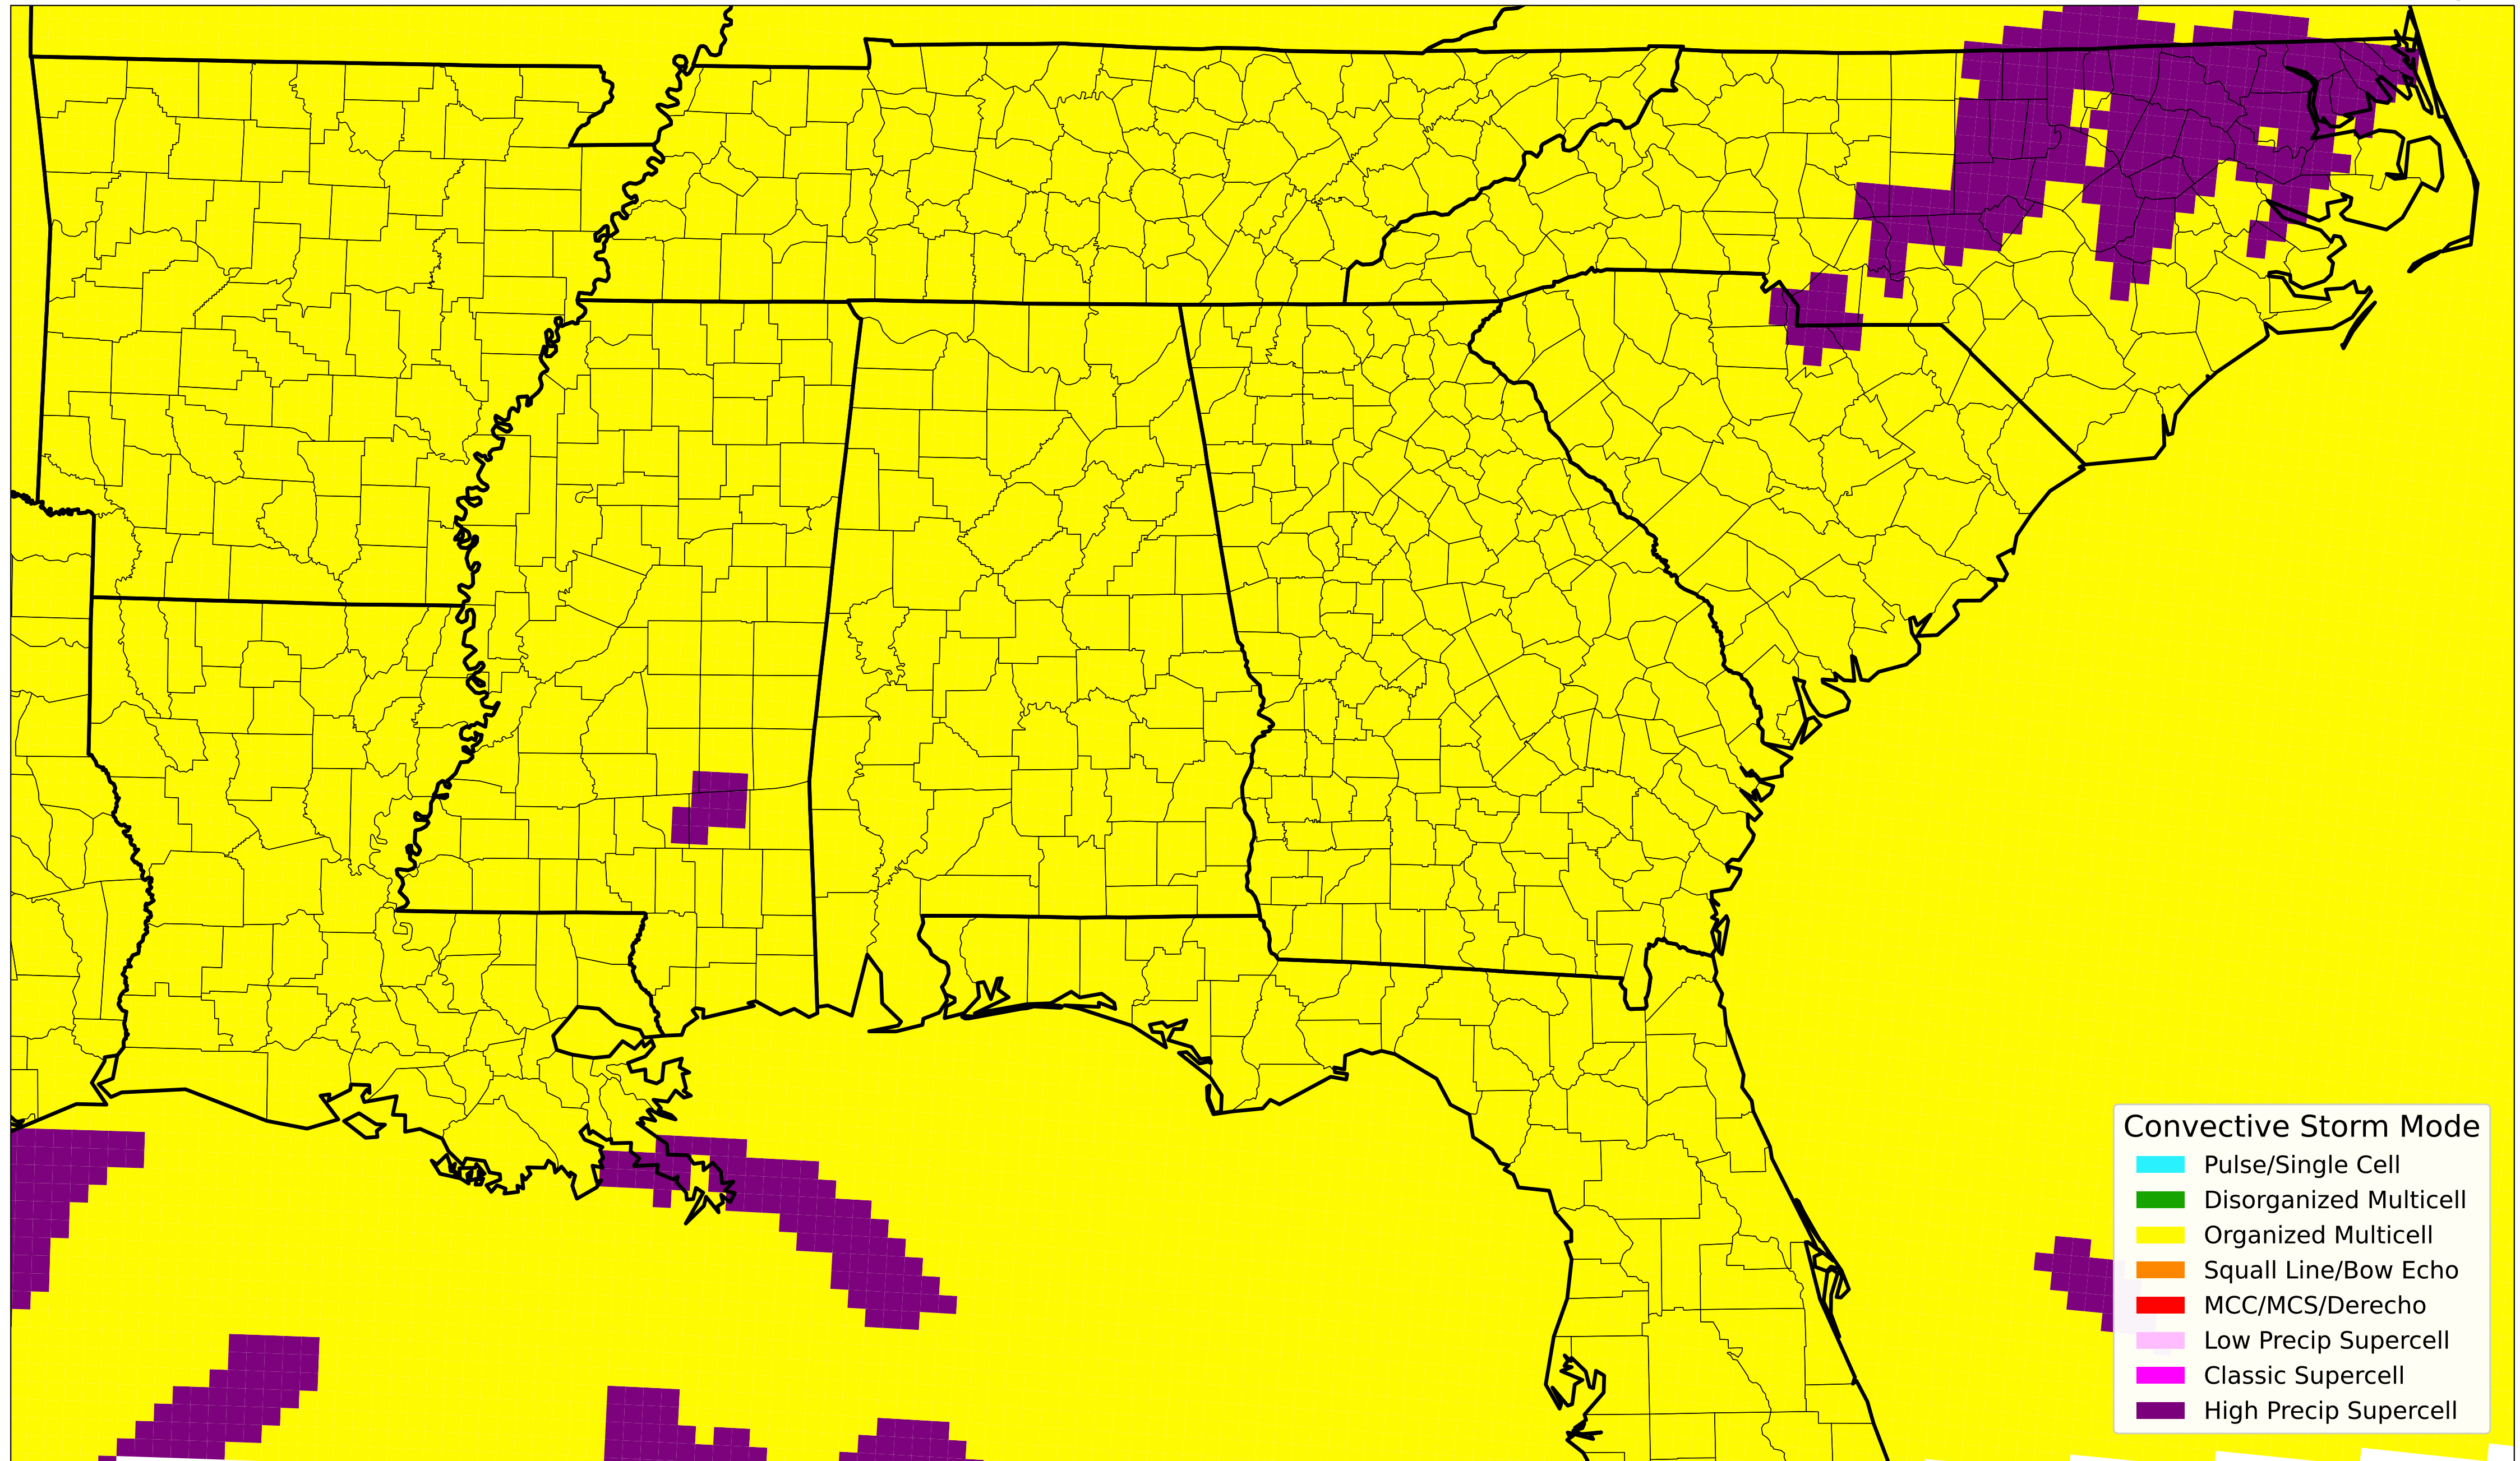 Convective Storm Mode
Pulse/Single Cell
Disorganized Multicell
Organized Multicell
Squall Line/Bow Echo
MCC/MCS/Derecho
Low Precip Supercell
Classic Supercell
High Precip Supercell